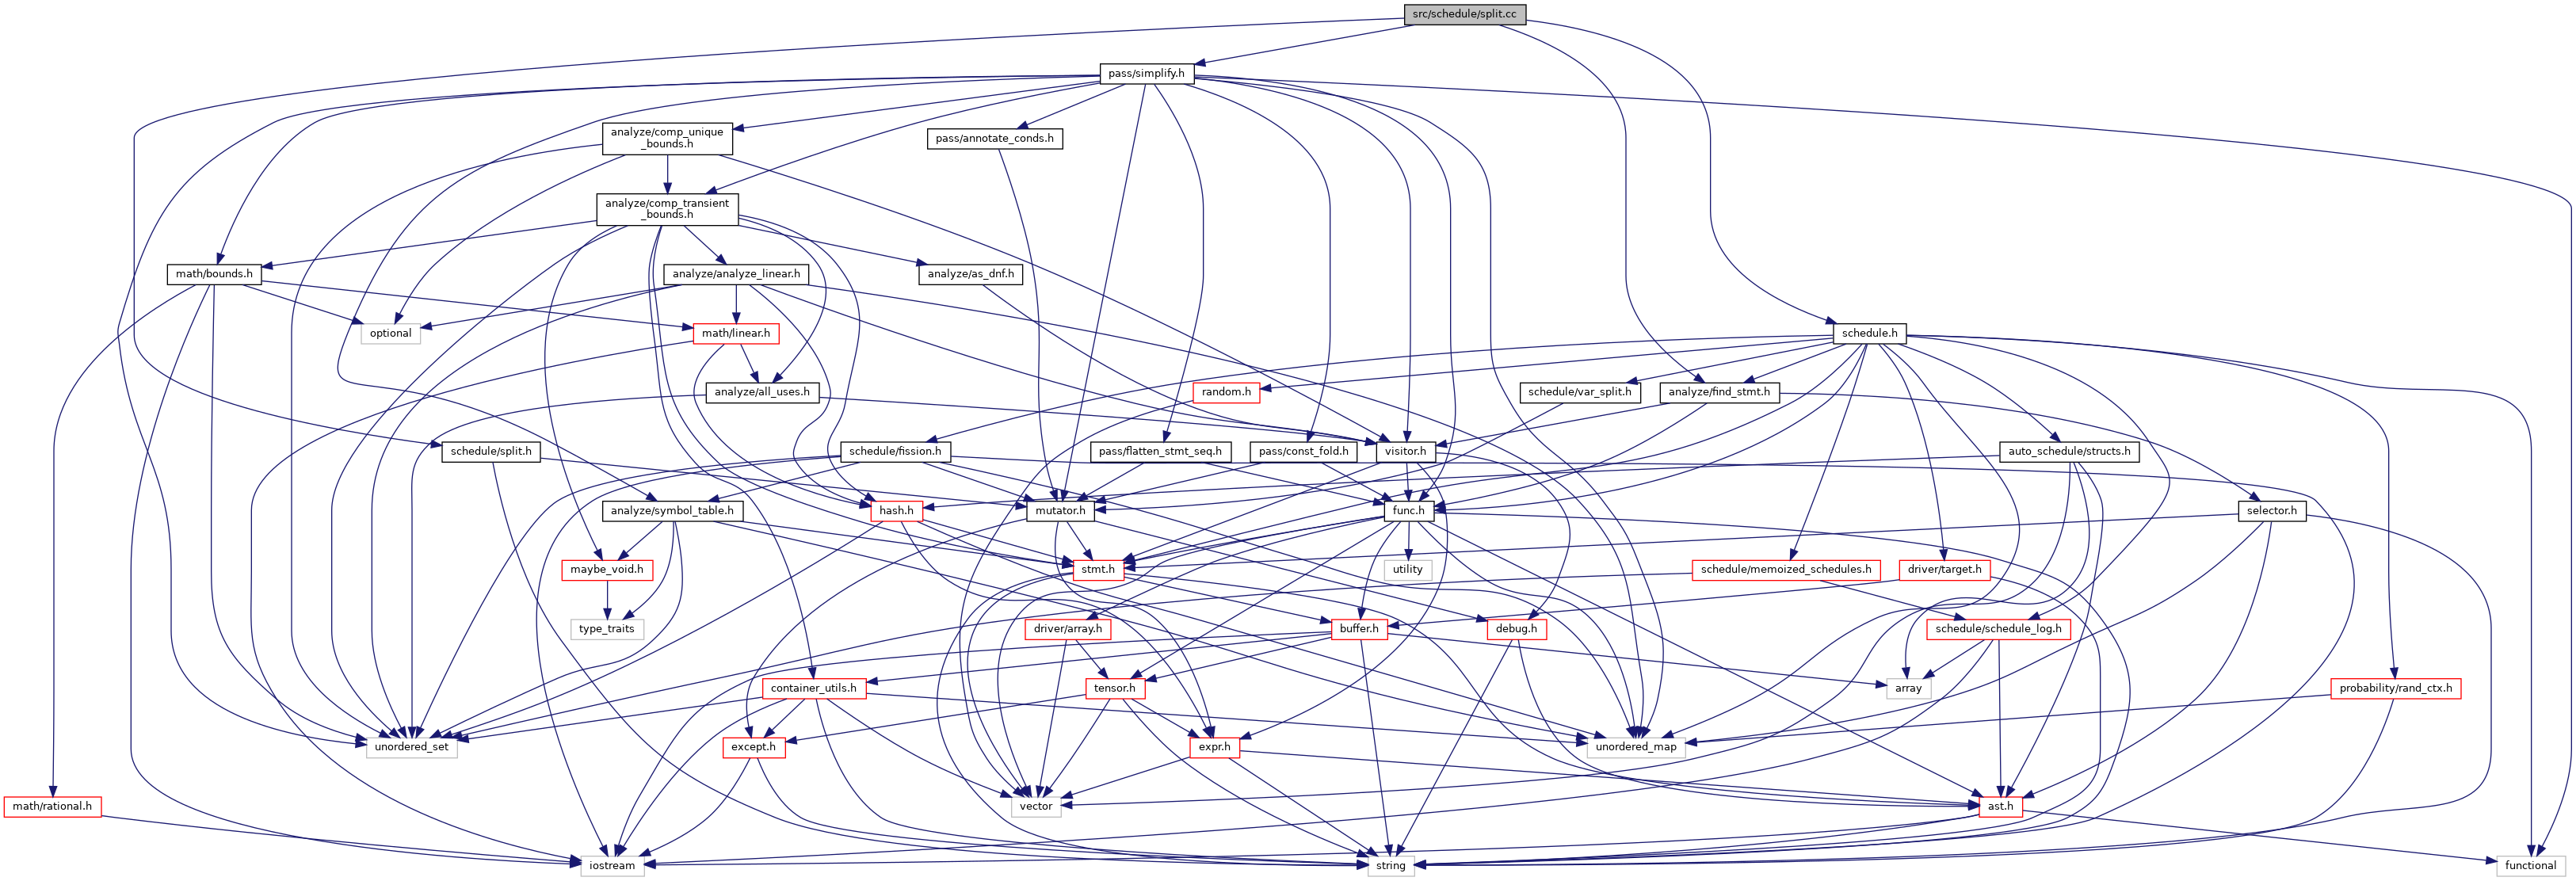 src/schedule/split.cc
pass/simplify.h
analyze/comp_unique
_bounds.h
pass/annotate_conds.h
analyze/comp_transient
_bounds.h
math/bounds.h
analyze/analyze_linear.h
analyze/as_dnf.h
optional
math/linear.h
schedule.h
analyze/all_uses.h
random.h
schedule/var_split.h
analyze/find_stmt.h
schedule/split.h
schedule/fission.h
pass/flatten_stmt_seq.h
pass/const_fold.h
visitor.h
auto_schedule/structs.h
analyze/symbol_table.h
hash.h
mutator.h
func.h
selector.h
maybe_void.h
stmt.h
utility
schedule/memoized_schedules.h
driver/target.h
type_traits
driver/array.h
buffer.h
debug.h
schedule/schedule_log.h
container_utils.h
tensor.h
array
probability/rand_ctx.h
unordered_set
except.h
expr.h
unordered_map
math/rational.h
vector
ast.h
iostream
string
functional